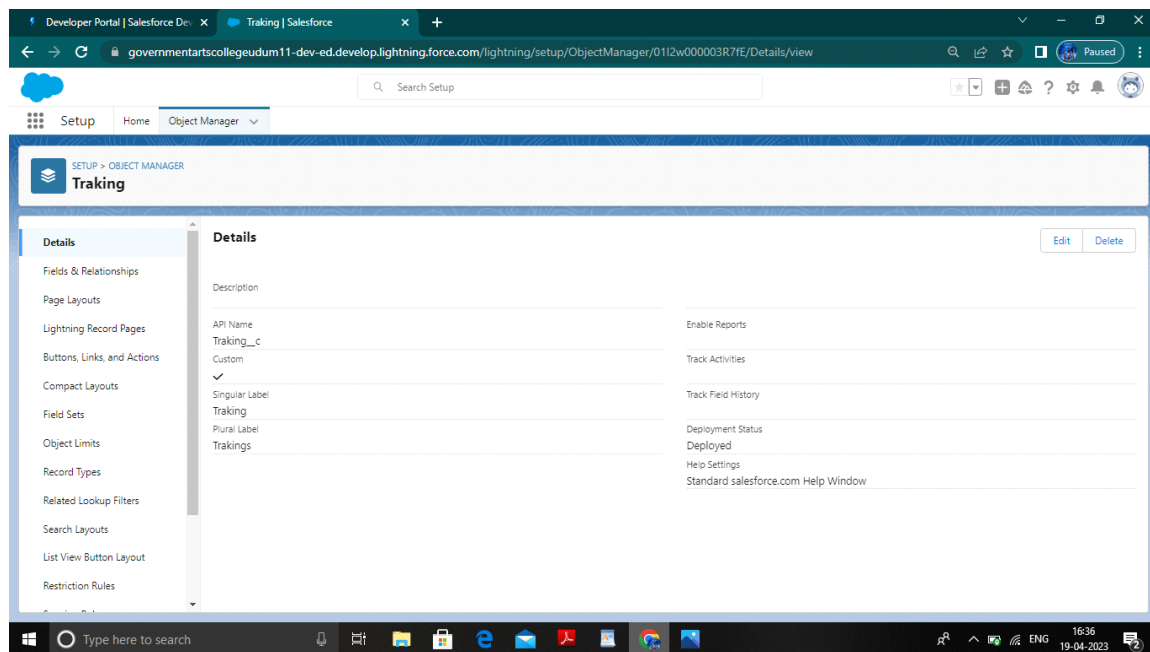 Developer Portal | Salesforce Dev
Traking | Salesforce
governmentartscollegeudum11-dev-ed.develop.lightning.force.com/lightning/setup/ObjectManager/01I2w000003R7fE/Details/view
Paused
Search Setup
Setup
Home
Object Manager
SETUP > OBJECT MANAGER
Traking
Details
Fields & Relationships
Page Layouts
Lightning Record Pages
Buttons, Links, and Actions
Compact Layouts
Field Sets
Object Limits
Record Types
Related Lookup Filters
Search Layouts
List View Button Layout
Restriction Rules
Details
Edit
Delete
Description
API Name
Traking__c
Custom
Singular Label
Traking
Plural Label
Trakings
Enable Reports
Track Activities
Track Field History
Deployment Status
Deployed
Help Settings
Standard salesforce.com Help Window
Type here to search
ENG
16:36
19-04-2023
2